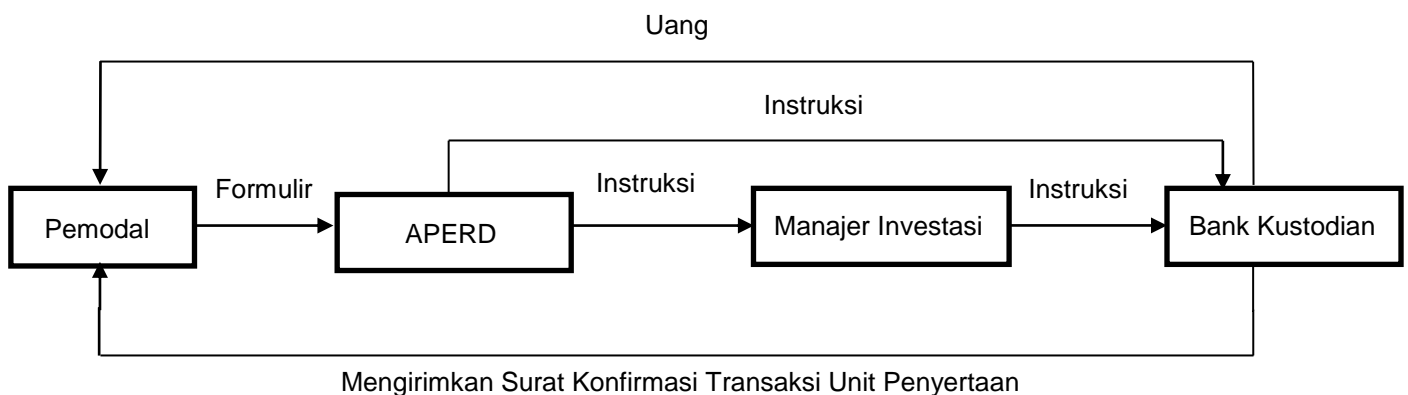 Uang
Instruksi
Formulir
Instruksi
Instruksi
Pemodal
APERD
Manajer Investasi
Bank Kustodian
Mengirimkan Surat Konfirmasi Transaksi Unit Penyertaan